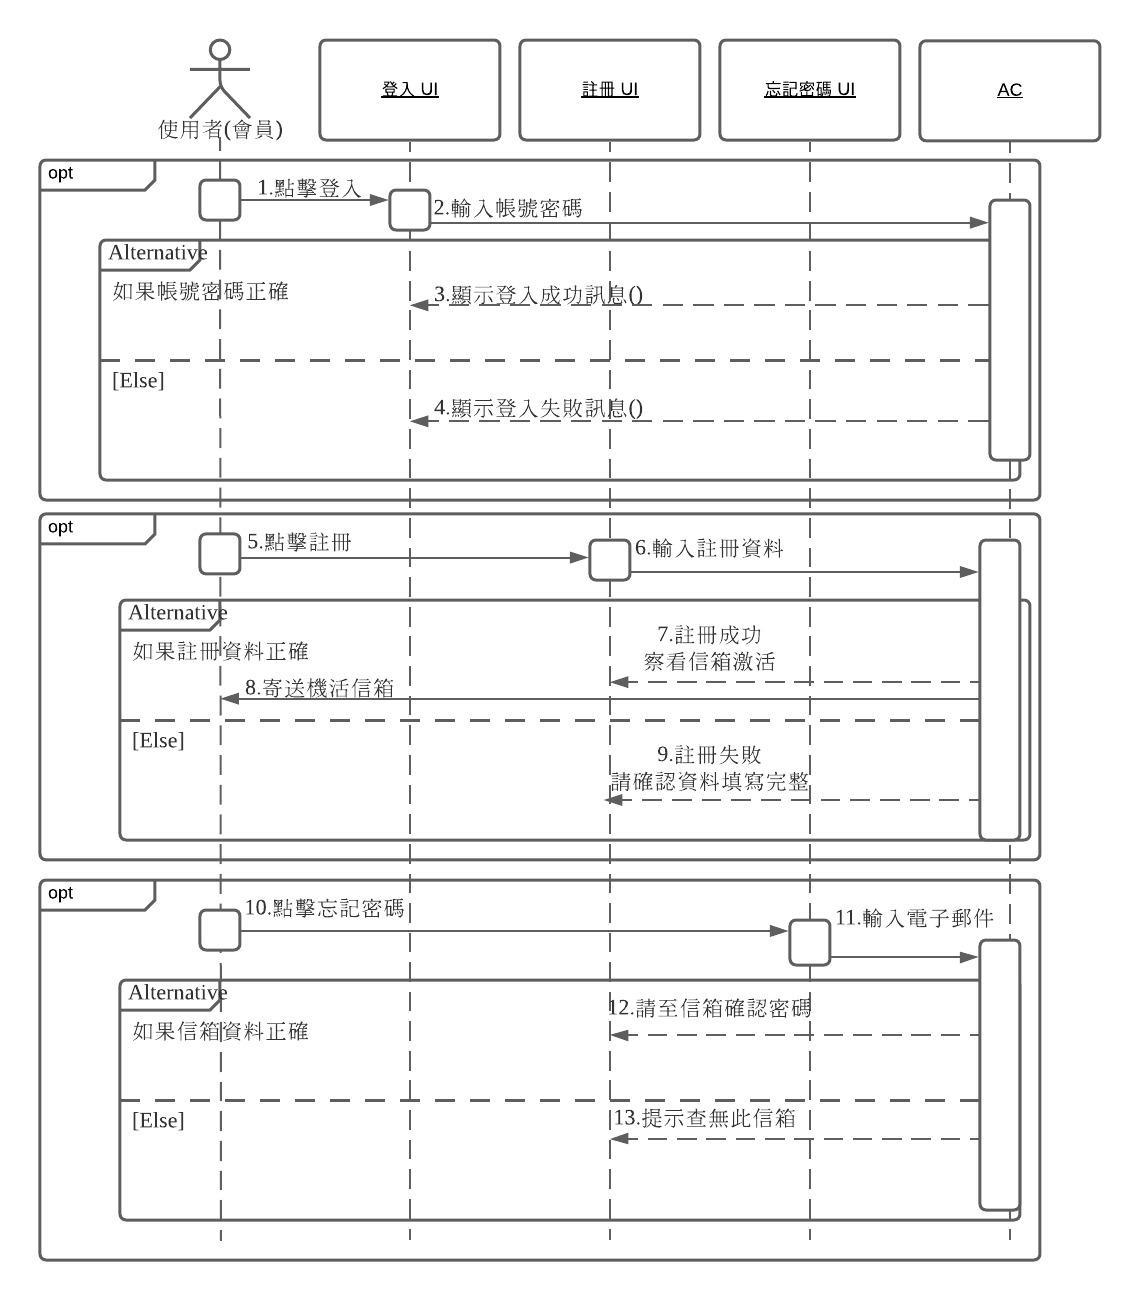 使用者(會員)
登入 UI
註冊 UI
忘記密碼 UI
AC
opt
1.點擊登入
2.輸入帳號密碼
Alternative
如果帳號密碼正確
3.顯示登入成功訊息()
[Else]
4.顯示登入失敗訊息()
opt
5.點擊註冊
6.輸入註冊資料
Alternative
如果註冊資料正確
7.註冊成功
察看信箱激活
8.寄送機活信箱
[Else]
9.註冊失敗
請確認資料填寫完整
opt
10.點擊忘記密碼
11.輸入電子郵件
Alternative
如果信箱資料正確
12.請至信箱確認密碼
[Else]
13.提示查無此信箱